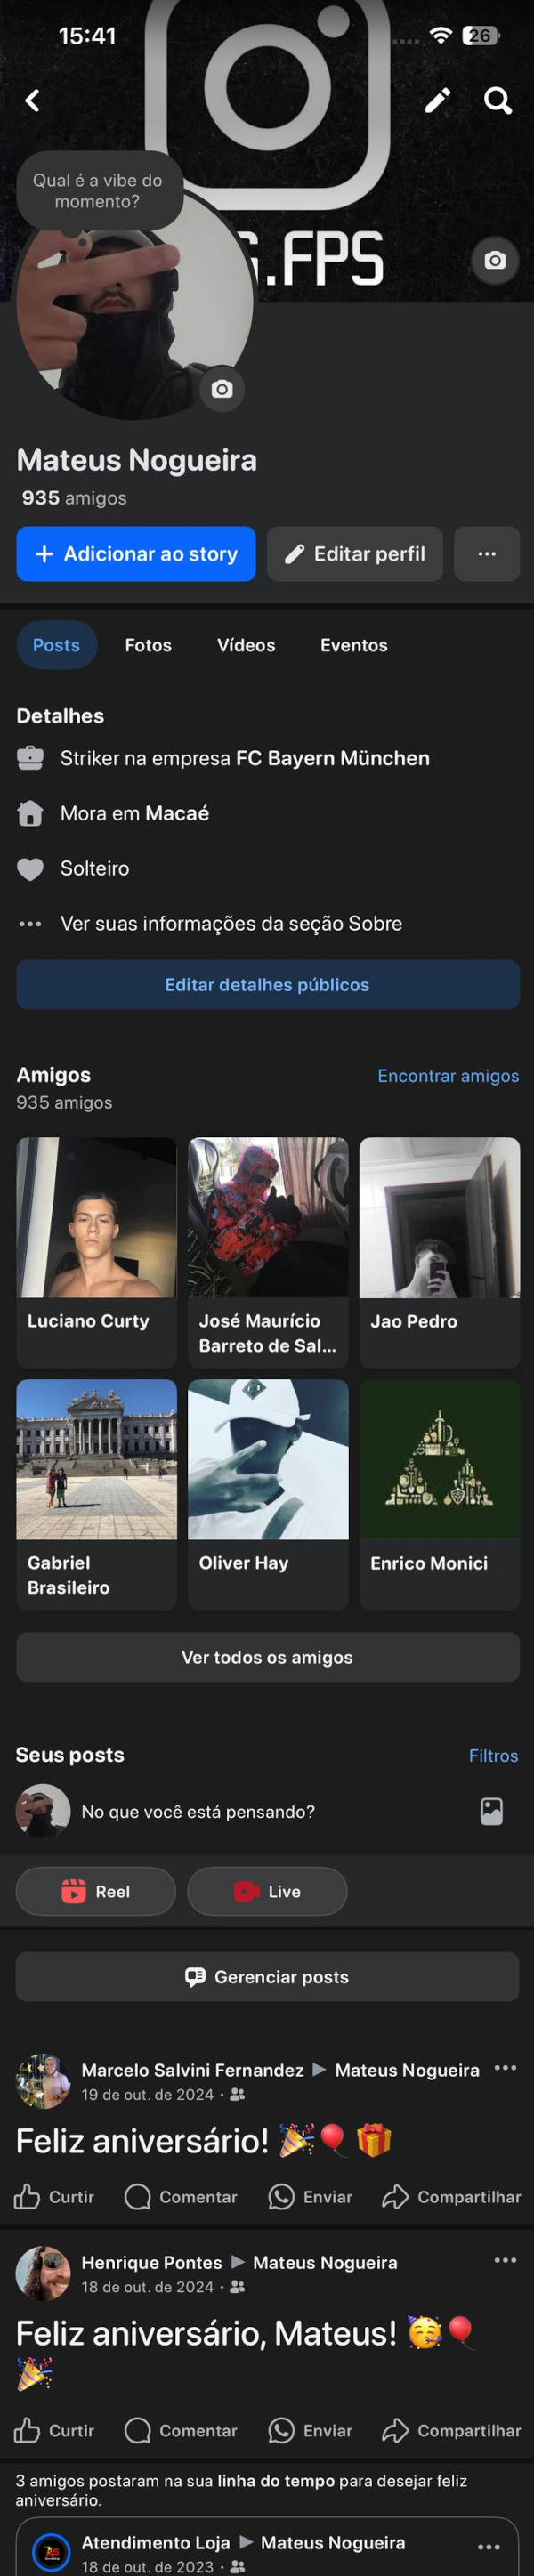 15:41
26
Qual é a vibe do
momento?
.FPS
Mateus Nogueira
935 amigos
Adicionar ao story
Editar perfil
Posts
Fotos
Vídeos
Eventos
Detalhes
Striker na empresa FC Bayern München
Mora em Macaé
Solteiro
Ver suas informações da seção Sobre
Editar detalhes públicos
Amigos
Encontrar amigos
935 amigos
Luciano Curty
José Maurício
Barreto de Sal...
Jao Pedro
Gabriel
Brasileiro
Oliver Hay
Enrico Monici
Ver todos os amigos
Seus posts
Filtros
No que você está pensando?
Reel
Live
Gerenciar posts
Marcelo Salvini Fernandez ▶ Mateus Nogueira
19 de out. de 2024 ·
Feliz aniversário! 🎉🎈 🎁
Curtir
Comentar
Enviar
Compartilhar
Henrique Pontes ▶ Mateus Nogueira
18 de out. de 2024 ·
Feliz aniversário, Mateus! 🥳🎈
🎉
Curtir
Comentar
Enviar
Compartilhar
3 amigos postaram na sua linha do tempo para desejar feliz
aniversário.
Atendimento Loja ▶ Mateus Nogueira
18 de out. de 2023 ·